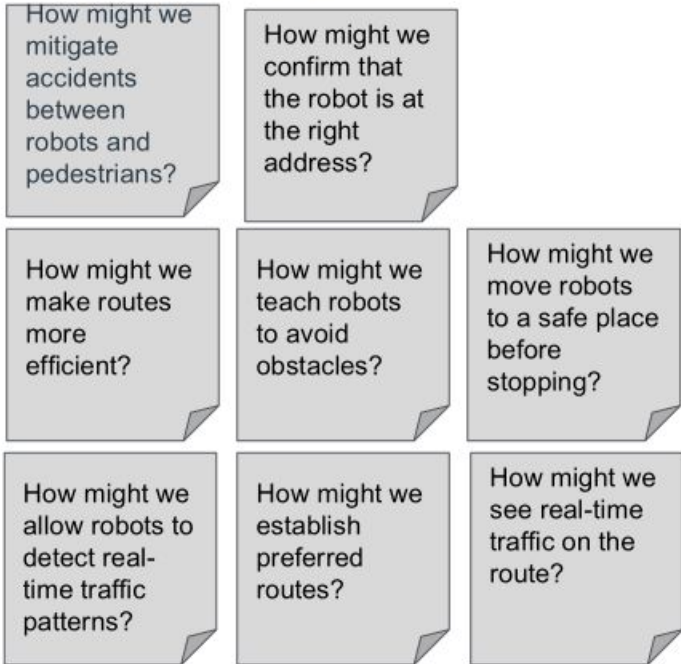 How might we
mitigate
accidents
between
robots and
pedestrians?
How might we
confirm that
the robot is at
the right
address?
How might we
make routes
more
efficient?
How might we
teach robots
to avoid
obstacles?
How might we
move robots
to a safe place
before
stopping?
How might we
allow robots to
detect real-
time traffic
patterns?
How might we
establish
preferred
routes?
How might we
see real-time
traffic on the
route?